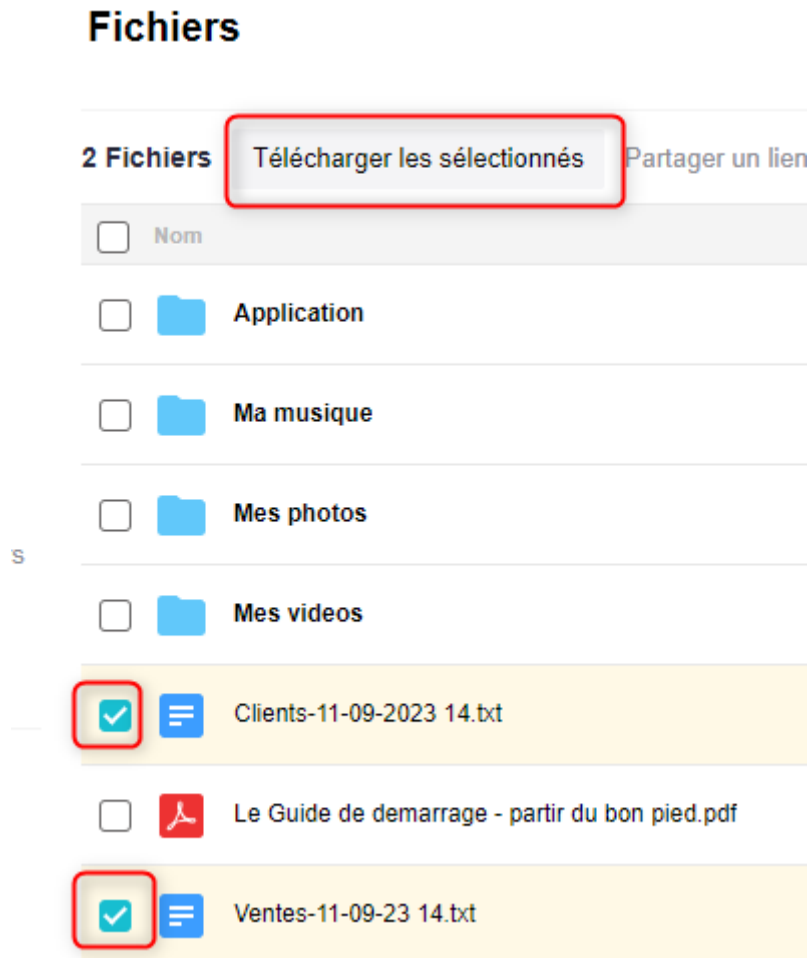 Fichiers
2 Fichiers Télécharger les sélectionnés Partager un lien
Nom
Application
Ma musique
Mes photos
s
Mes videos
Clients-11-09-2023 14.txt
Le Guide de demarrage - partir du bon pied.pdf
Ventes-11-09-23 14.txt